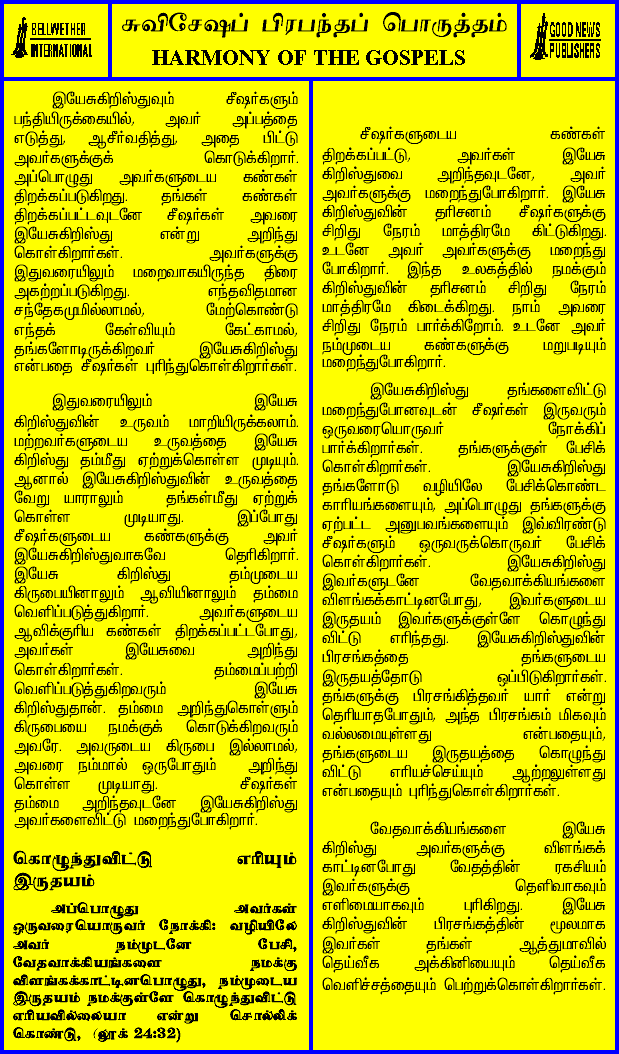 BELLWETHER
INTERNATIONAL
சுவிசேஷப் பிரபந்தப் பொருத்தம்
HARMONY OF THE GOSPELS
GOOD NEWS
PUBLISHERS
இயேசுகிறிஸ்துவும் சீஷர்களும்
பந்தியிருக்கையில், அவர் அப்பத்தை
எடுத்து, ஆசீர்வதித்து, அதை பிட்டு
அவர்களுக்குக் கொடுக்கிறார்.
அப்பொழுது அவர்களுடைய கண்கள்
திறக்கப்படுகிறது. தங்கள் கண்கள்
திறக்கப்பட்டவுடனே சீஷர்கள் அவரை
இயேசுகிறிஸ்து என்று அறிந்து
கொள்கிறார்கள். அவர்களுக்கு
இதுவரையிலும் மறைவாகயிருந்த திரை
அகற்றப்படுகிறது. எந்தவிதமான
சந்தேகமுமில்லாமல், மேற்கொண்டு
எந்தக் கேள்வியும் கேட்காமல்,
தங்களோடிருக்கிறவர் இயேசுகிறிஸ்து
என்பதை சீஷர்கள் புரிந்துகொள்கிறார்கள்.
இதுவரையிலும் இயேசு
கிறிஸ்துவின் உருவம் மாறியிருக்கலாம்.
மற்றவர்களுடைய உருவத்தை இயேசு
கிறிஸ்து தம்மீது ஏற்றுக்கொள்ள முடியும்.
ஆனால் இயேசுகிறிஸ்துவின் உருவத்தை
வேறு யாராலும் தங்கள்மீது ஏற்றுக்
கொள்ள முடியாது. இப்போது
சீஷர்களுடைய கண்களுக்கு அவர்
இயேசுகிறிஸ்துவாகவே தெரிகிறார்.
இயேசு கிறிஸ்து தம்முடைய
கிருபையினாலும் ஆவியினாலும் தம்மை
வெளிப்படுத்துகிறார். அவர்களுடைய
ஆவிக்குரிய கண்கள் திறக்கப்பட்டபோது,
அவர்கள் இயேசுவை அறிந்து
கொள்கிறார்கள். தம்மைப்பற்றி
வெளிப்படுத்துகிறவரும் இயேசு
கிறிஸ்துதான். தம்மை அறிந்துகொள்ளும்
கிருபையை நமக்குக் கொடுக்கிறவரும்
அவரே. அவருடைய கிருபை இல்லாமல்,
அவரை நம்மால் ஒருபோதும் அறிந்து
கொள்ள முடியாது. சீஷர்கள்
தம்மை அறிந்தவுடனே இயேசுகிறிஸ்து
அவர்களைவிட்டு மறைந்துபோகிறார்.
கொழுந்துவிட்டு எரியும்
இருதயம்
அப்பொழுது அவர்கள்
ஒருவரையொருவர் நோக்கி: வழியிலே
அவர் நம்முடனே பேசி,
வேதவாக்கியங்களை நமக்கு
விளங்கக்காட்டினபொழுது, நம்முடைய
இருதயம் நமக்குள்ளே கொழுந்துவிட்டு
எரியவில்லையா என்று சொல்லிக்
கொண்டு, (லூக் 24:32)
சீஷர்களுடைய கண்கள்
திறக்கப்பட்டு, அவர்கள் இயேசு
கிறிஸ்துவை அறிந்தவுடனே, அவர்
அவர்களுக்கு மறைந்துபோகிறார். இயேசு
கிறிஸ்துவின் தரிசனம் சீஷர்களுக்கு
சிறிது நேரம் மாத்திரமே கிட்டுகிறது.
உடனே அவர் அவர்களுக்கு மறைந்து
போகிறார். இந்த உலகத்தில் நமக்கும்
கிறிஸ்துவின் தரிசனம் சிறிது நேரம்
மாத்திரமே கிடைக்கிறது. நாம் அவரை
சிறிது நேரம் பார்க்கிறோம். உடனே அவர்
நம்முடைய கண்களுக்கு மறுபடியும்
மறைந்துபோகிறார்.
இயேசுகிறிஸ்து தங்களைவிட்டு
மறைந்துபோனவுடன் சீஷர்கள் இருவரும்
ஒருவரையொருவர் நோக்கிப்
பார்க்கிறார்கள். தங்களுக்குள் பேசிக்
கொள்கிறார்கள். இயேசுகிறிஸ்து
தங்களோடு வழியிலே பேசிக்கொண்ட
காரியங்களையும், அப்பொழுது தங்களுக்கு
ஏற்பட்ட அனுபவங்களையும் இவ்விரண்டு
சீஷர்களும் ஒருவருக்கொருவர் பேசிக்
கொள்கிறார்கள். இயேசுகிறிஸ்து
இவர்களுடனே வேதவாக்கியங்களை
விளங்கக்காட்டினபோது, இவர்களுடைய
இருதயம் இவர்களுக்குள்ளே கொழுந்து
விட்டு எரிந்தது. இயேசுகிறிஸ்துவின்
பிரசங்கத்தை தங்களுடைய
இருதயத்தோடு ஒப்பிடுகிறார்கள்.
தங்களுக்கு பிரசங்கித்தவர் யார் என்று
தெரியாதபோதும், அந்த பிரசங்கம் மிகவும்
வல்லமையுள்ளது என்பதையும்,
தங்களுடைய இருதயத்தை கொழுந்து
விட்டு எரியச்செய்யும் ஆற்றலுள்ளது
என்பதையும் புரிந்துகொள்கிறார்கள்.
வேதவாக்கியங்களை இயேசு
கிறிஸ்து அவர்களுக்கு விளங்கக்
காட்டினபோது வேதத்தின் ரகசியம்
இவர்களுக்கு தெளிவாகவும்
எளிமையாகவும் புரிகிறது. இயேசு
கிறிஸ்துவின் பிரசங்கத்தின் மூலமாக
இவர்கள் தங்கள் ஆத்துமாவில்
தெய்வீக அக்கினியையும் தெய்வீக
வெளிச்சத்தையும் பெற்றுக்கொள்கிறார்கள்.